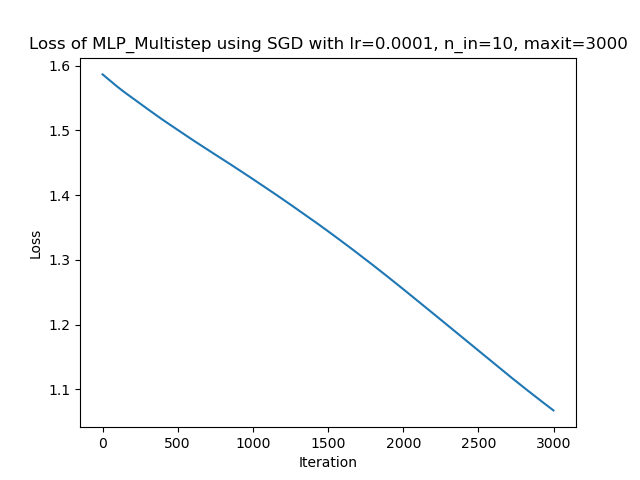 Loss of MLP_Multistep using SGD with lr=0.0001, n_in=10, maxit=3000
1.6
1.5
1.4
1.3
1.2
1.1
Loss
0 500 1000 1500 2000 2500 3000
Iteration